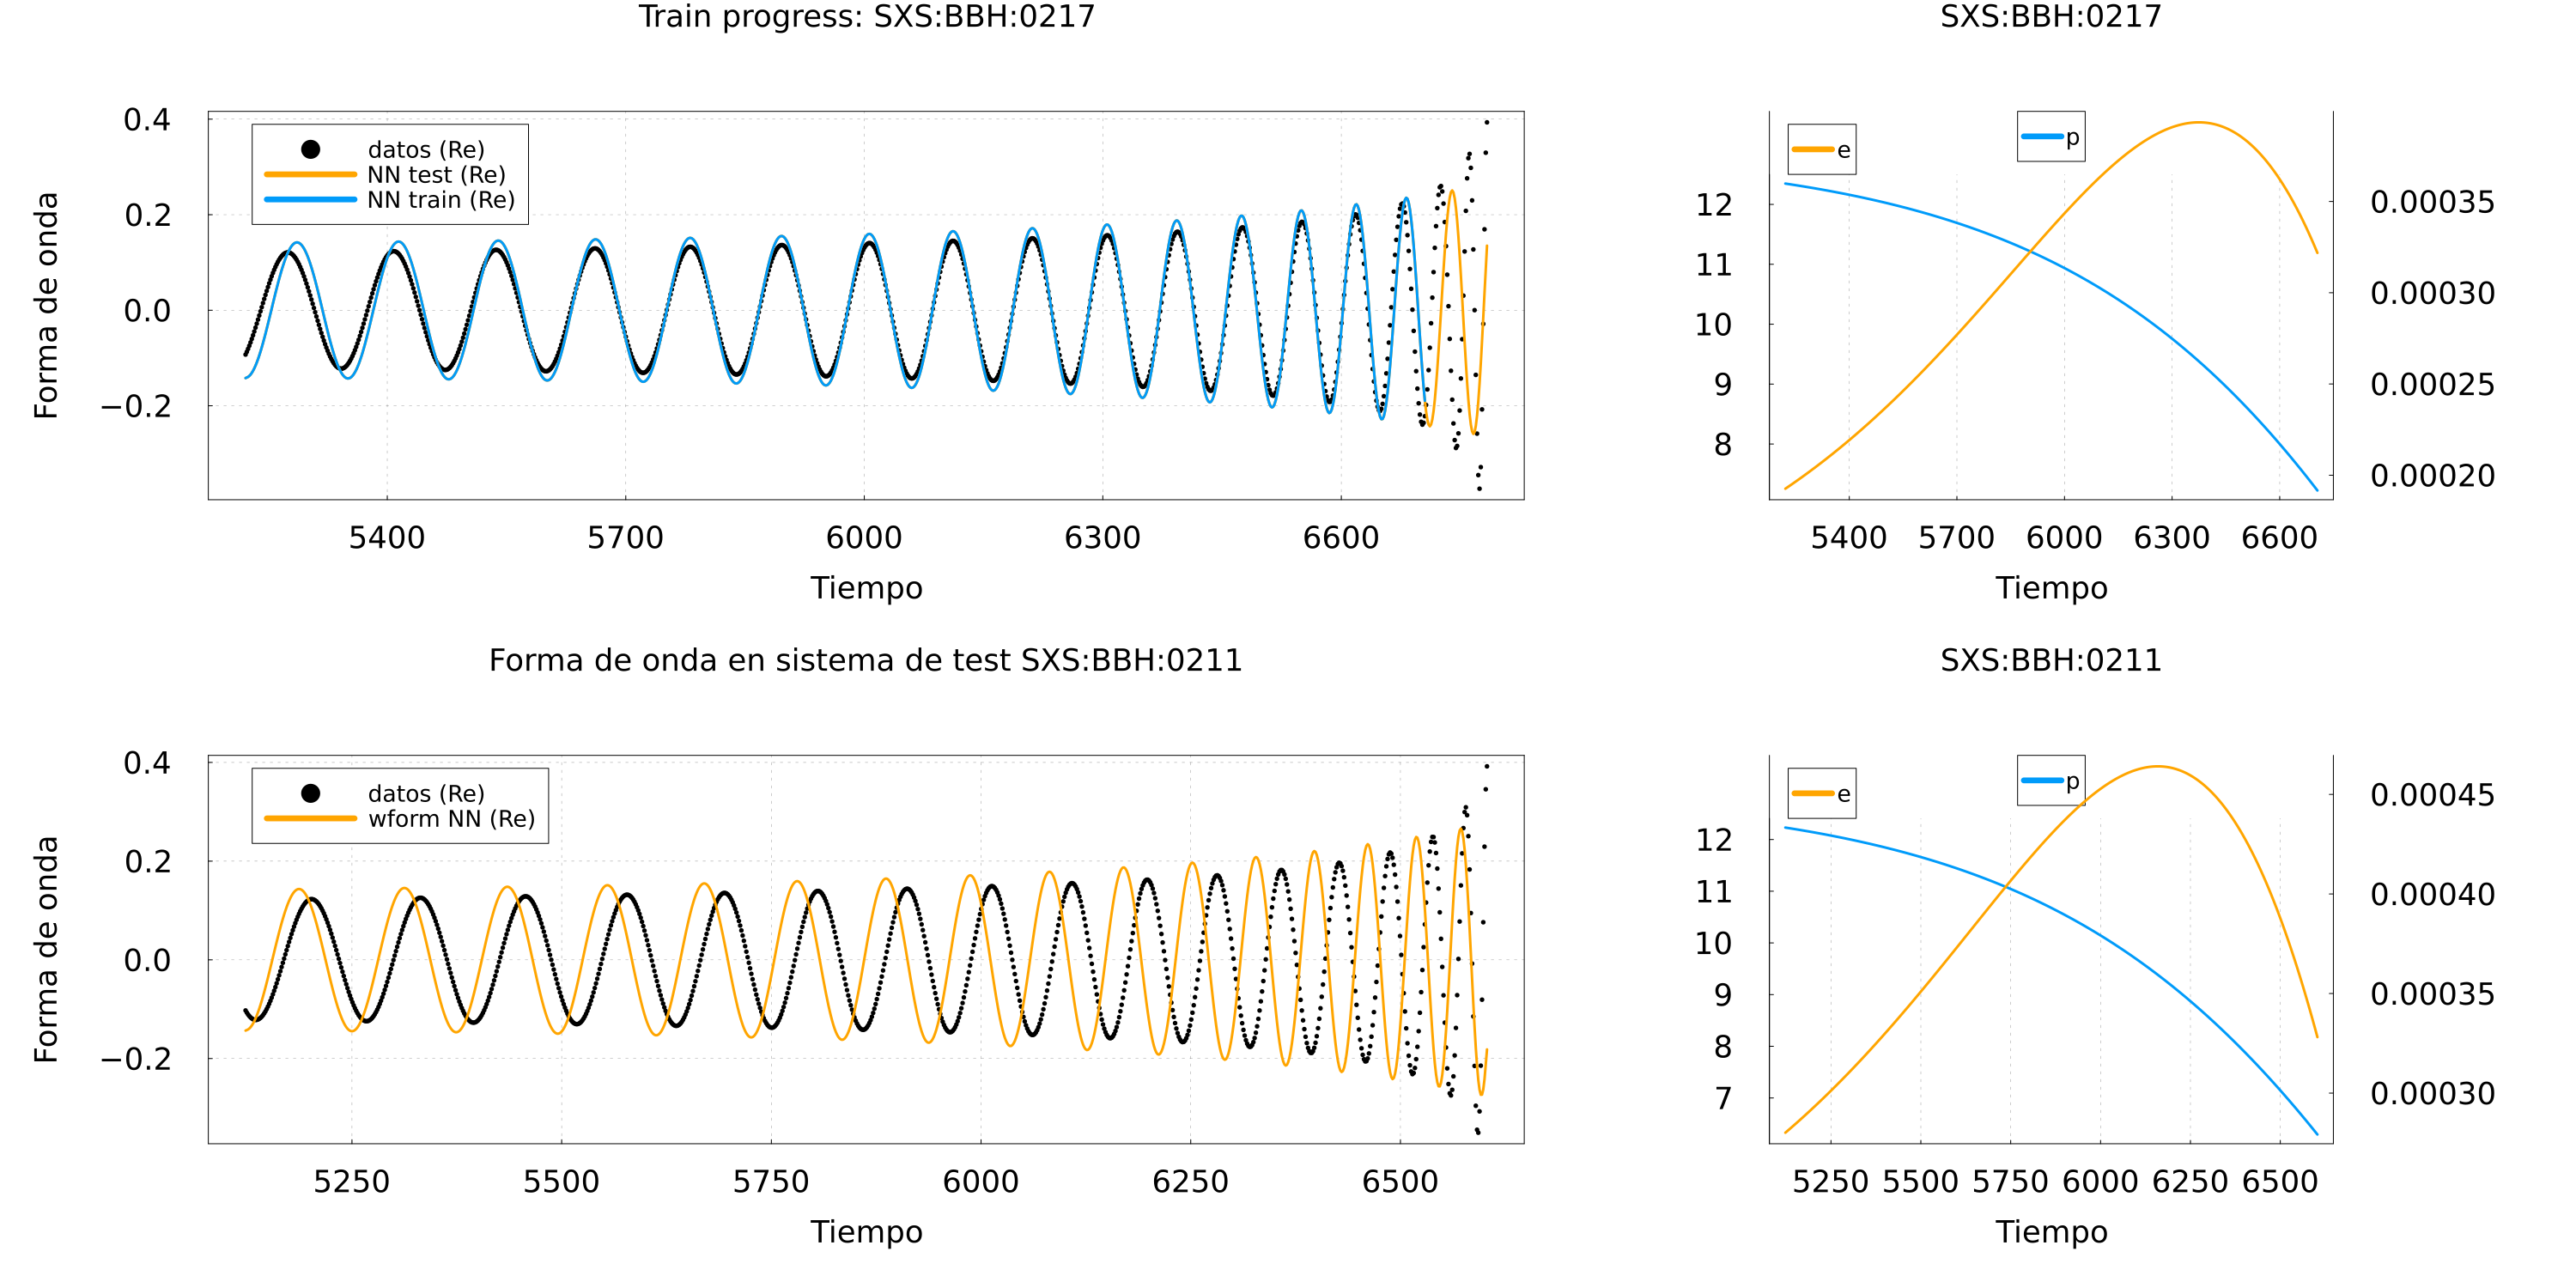 Train progress: SXS:BBH:0217
0.4
0.2
0.0
−0.2
Forma de onda
datos (Re)
NN test (Re)
NN train (Re)
5400 5700 6000 6300 6600
Tiempo
SXS:BBH:0217
e
p
12
11
10
9
8
0.00035
0.00030
0.00025
0.00020
5400 5700 6000 6300 6600
Tiempo
Forma de onda en sistema de test SXS:BBH:0211
0.4
0.2
0.0
−0.2
Forma de onda
datos (Re)
wform NN (Re)
5250 5500 5750 6000 6250 6500
Tiempo
SXS:BBH:0211
e
p
12
11
10
9
8
7
0.00045
0.00040
0.00035
0.00030
5250 5500 5750 6000 6250 6500
Tiempo